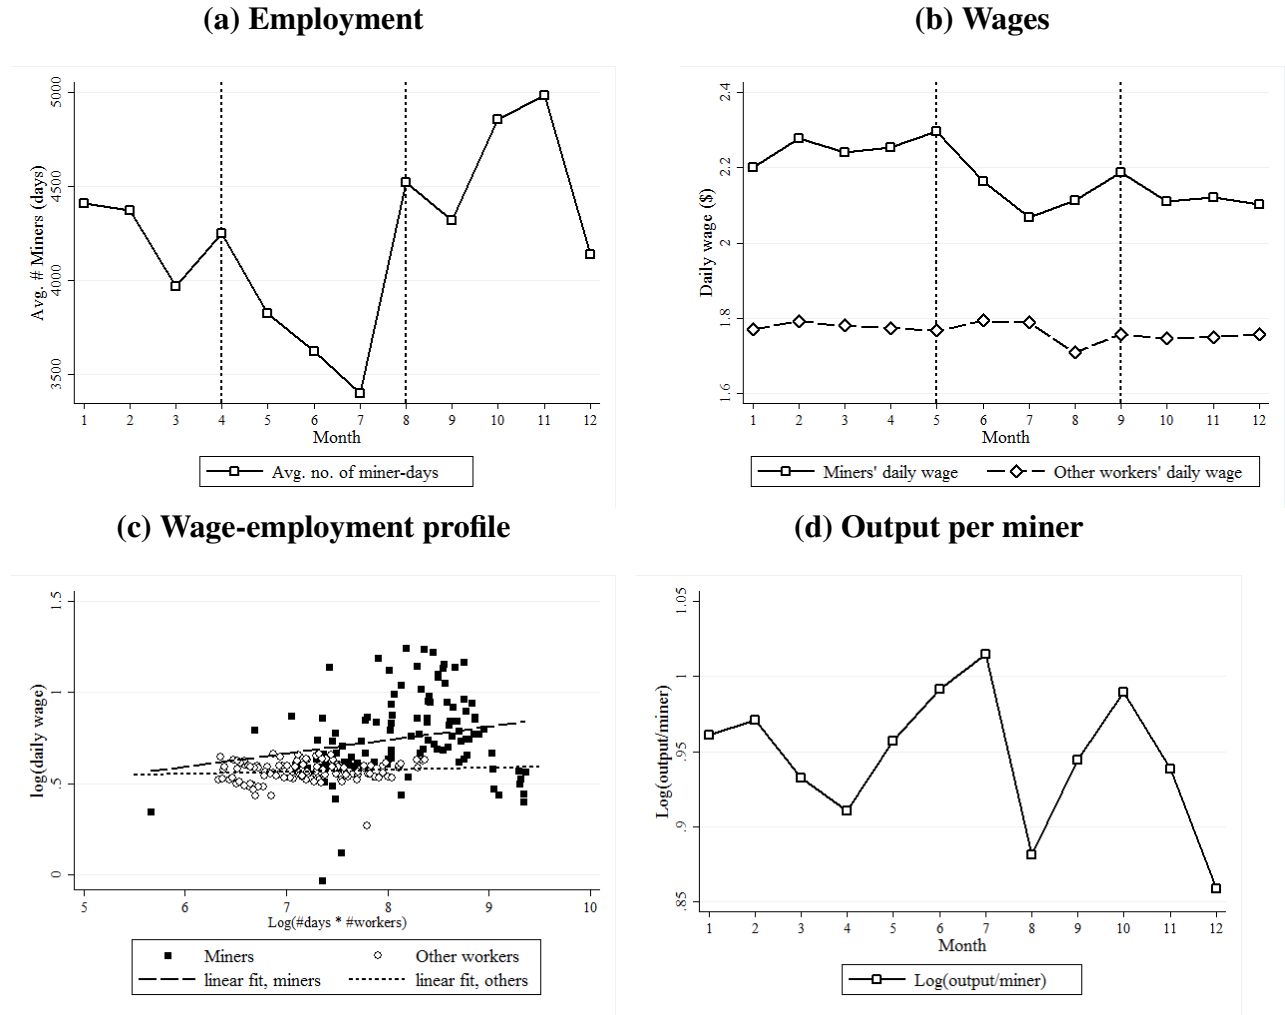 (a) Employment
Avg. # Miners (days)
5000
4500
4000
3500
1 2 3 4 5 6 7 8 9 10 11 12
Month
Avg. no. of miner-days
(b) Wages
Daily wage ($)
2.4
2.2
2
1.8
1.6
1 2 3 4 5 6 7 8 9 10 11 12
Month
Miners' daily wage Other workers' daily wage
(c) Wage-employment profile
log(daily wage)
1.5
1
.5
0
5 6 7 8 9 10
Log(#days * #workers)
Miners Other workers
linear fit, miners linear fit, others
(d) Output per miner
Log(output/miner)
1.05
1
.95
.9
.85
1 2 3 4 5 6 7 8 9 10 11 12
Month
Log(output/miner)